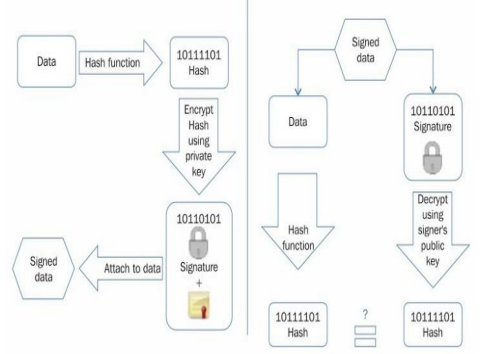 Data
Hash function
10111101
Hash
Encrypt
Hash
using
private
key
10110101
Signature
+
Attach to data
Signed
data
Signed
data
Data
10110101
Signature
Hash
function
Decrypt
using
signer's
public
key
10111101
Hash
?
10111101
Hash